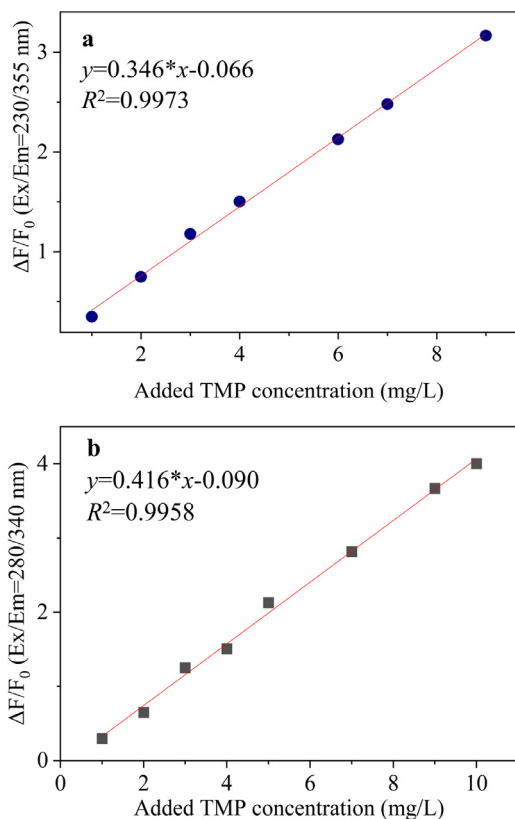 a
y=0.346*x-0.066
R²=0.9973
3
2
1
ΔF/F₀ (Ex/Em=230/355 nm)
2 4 6 8
Added TMP concentration (mg/L)
b
y=0.416*x-0.090
R²=0.9958
4
2
0
ΔF/F₀ (Ex/Em=280/340 nm)
0 2 4 6 8 10
Added TMP concentration (mg/L)